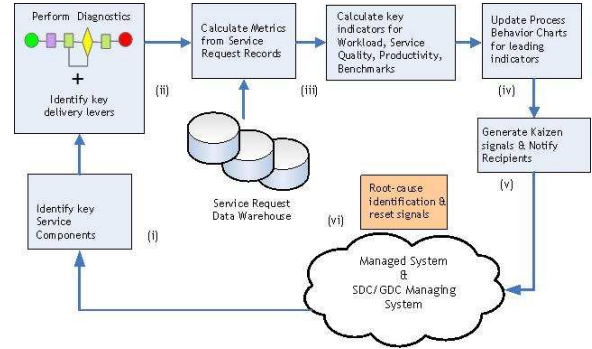 Perform Diagnostics
+
Identify key
delivery levers
(ii)
Calculate Metrics
from Service
Request Records
(iii)
Calculate key
indicators for
Workload, Service
Quality, Productivity,
Benchmarks
Update Process
Behavior Charts
for leading
indicators
(iv)
Generate Kaizen
signals & Notify
Recipients
(v)
Service Request
Data Warehouse
Root-cause
identification &
reset signals
(vi)
Identify key
Service
Components
(i)
Managed System
&
SDC/GDC Managing
System